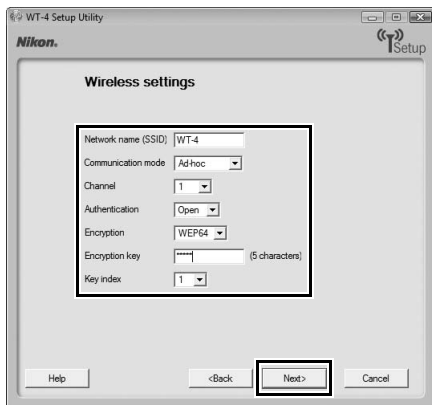 WT-4 Setup Utility
Nikon.
Setup
Wireless settings
Network name (SSID) WT-4
Communication mode Ad-hoc
Channel 1
Authentication Open
Encryption WEP64
Encryption key ***** (5 characters)
Key index 1
Help <Back Next> Cancel